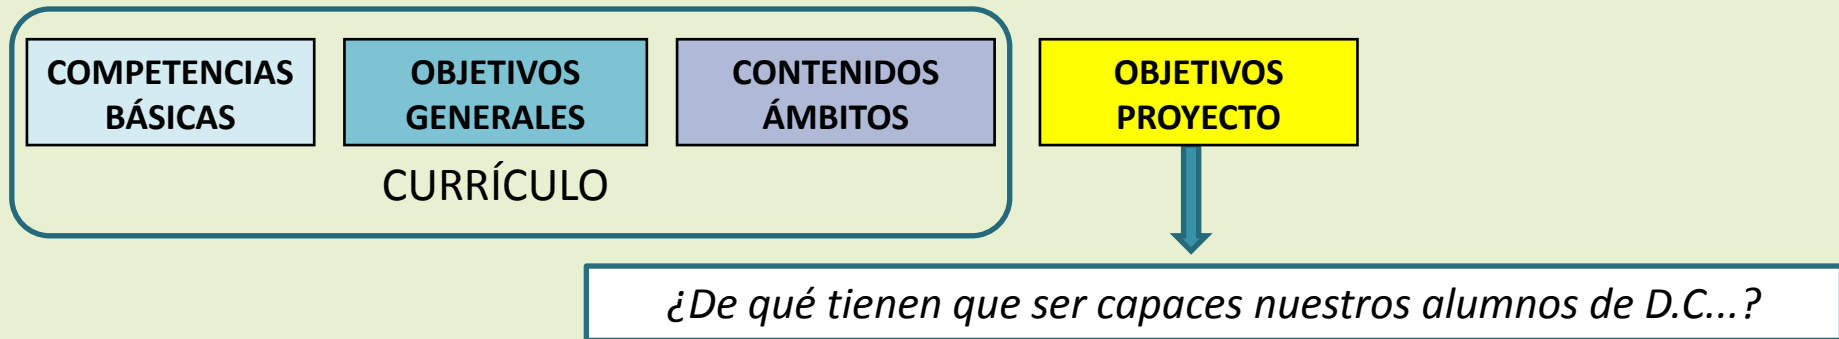 COMPETENCIAS
BÁSICAS
OBJETIVOS
GENERALES
CONTENIDOS
ÁMBITOS
OBJETIVOS
PROYECTO
CURRÍCULO
¿De qué tienen que ser capaces nuestros alumnos de D.C...?